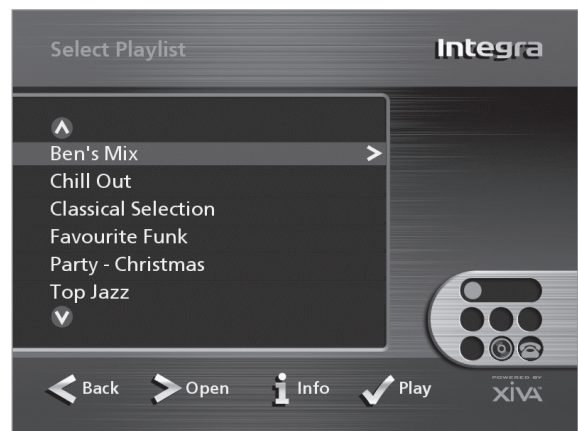 Select Playlist
Integra
Ben's Mix
Chill Out
Classical Selection
Favourite Funk
Party - Christmas
Top Jazz
Back
Open
Info
Play
POWERED BY
XiVA